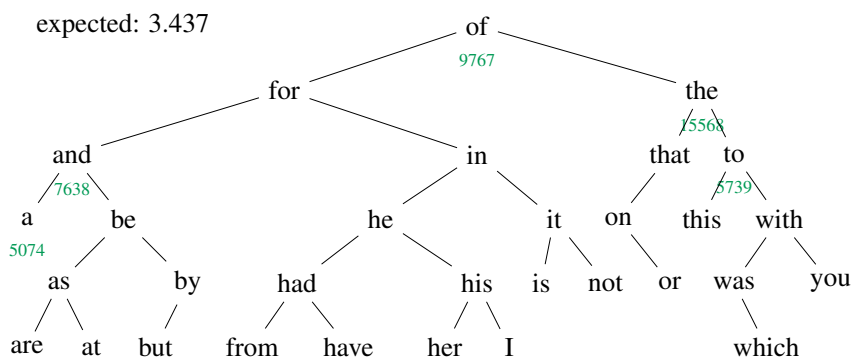 expected: 3.437
of
9767
for the
15568
and in that to
7638 5739
a be he it on this with
5074
as by had his is not or was you
are at but from have her I which